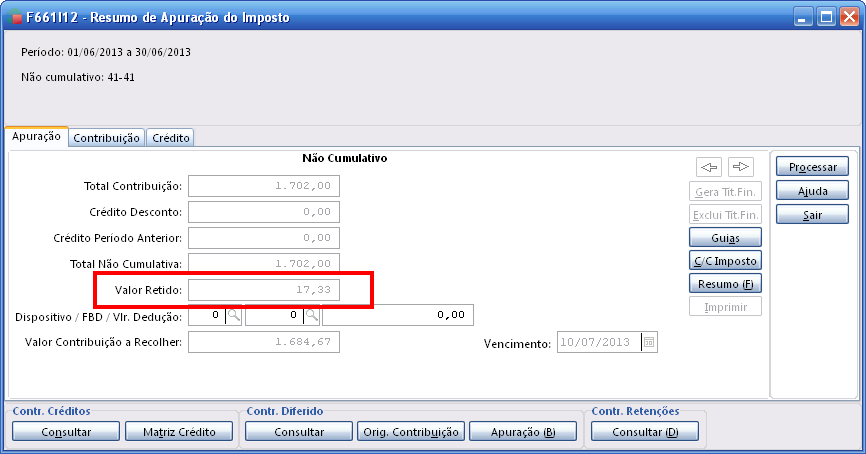 F661I12 - Resumo de Apuração do Imposto
Período: 01/06/2013 a 30/06/2013
Não cumulativo: 41-41
Apuração Contribuição Crédito
Não Cumulativo
Total Contribuição: 1.702,00
Crédito Desconto: 0,00
Crédito Período Anterior: 0,00
Total Não Cumulativa: 1.702,00
Valor Retido: 17,33
Dispositivo / FBD / Vlr. Dedução: 0 0 0,00
Valor Contribuição a Recolher: 1.684,67
Vencimento: 10/07/2013
Gera Tit.Fin.
Exclui Tit.Fin.
Guias
C/C Imposto
Resumo (F)
Imprimir
Processar
Ajuda
Sair
Contr. Créditos
Consultar Matriz Crédito
Contr. Diferido
Consultar Orig. Contribuição Apuração (B)
Contr. Retenções
Consultar (D)